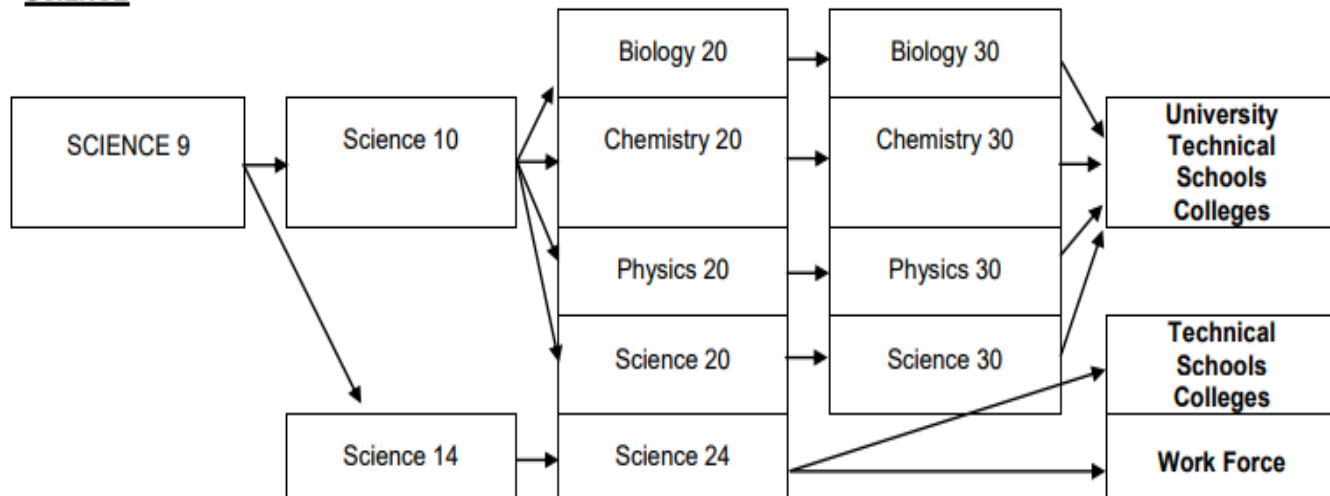 Biology 20
Biology 30
SCIENCE 9
Science 10
Chemistry 20
Chemistry 30
University
Technical
Schools
Colleges
Physics 20
Physics 30
Science 20
Science 30
Technical
Schools
Colleges
Science 14
Science 24
Work Force